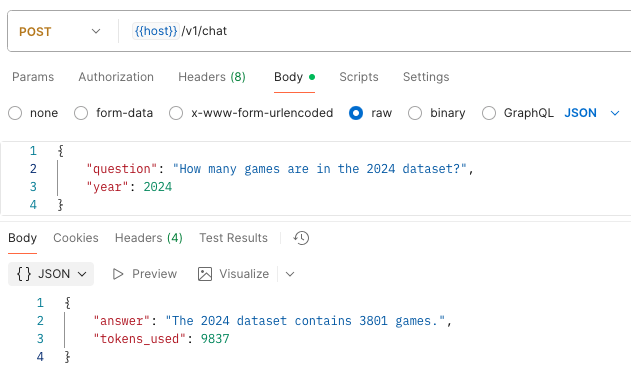 POST {{host}} /v1/chat
Params Authorization Headers (8) Body Scripts Settings
none form-data x-www-form-urlencoded raw binary GraphQL JSON
1 {
2 "question": "How many games are in the 2024 dataset?",
3 "year": 2024
4 }
Body Cookies Headers (4) Test Results
{} JSON Preview Visualize
1 {
2 "answer": "The 2024 dataset contains 3801 games.",
3 "tokens_used": 9837
4 }